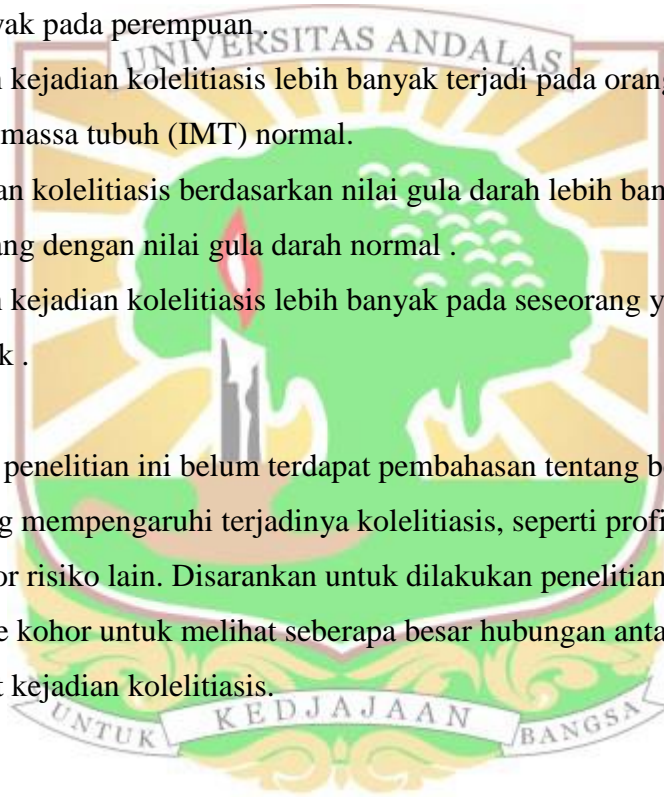 yak pada perempuan .
UNIVERSITAS ANDALAS
n kejadian kolelitiasis lebih banyak terjadi pada orang
massa tubuh (IMT) normal.
an kolelitiasis berdasarkan nilai gula darah lebih ban
ang dengan nilai gula darah normal .
n kejadian kolelitiasis lebih banyak pada seseorang y
k .
penelitian ini belum terdapat pembahasan tentang b
g mempengaruhi terjadinya kolelitiasis, seperti profi
or risiko lain. Disarankan untuk dilakukan penelitian
e kohor untuk melihat seberapa besar hubungan anta
t kejadian kolelitiasis.
UNTUK KEDJAJAAN BANGSA